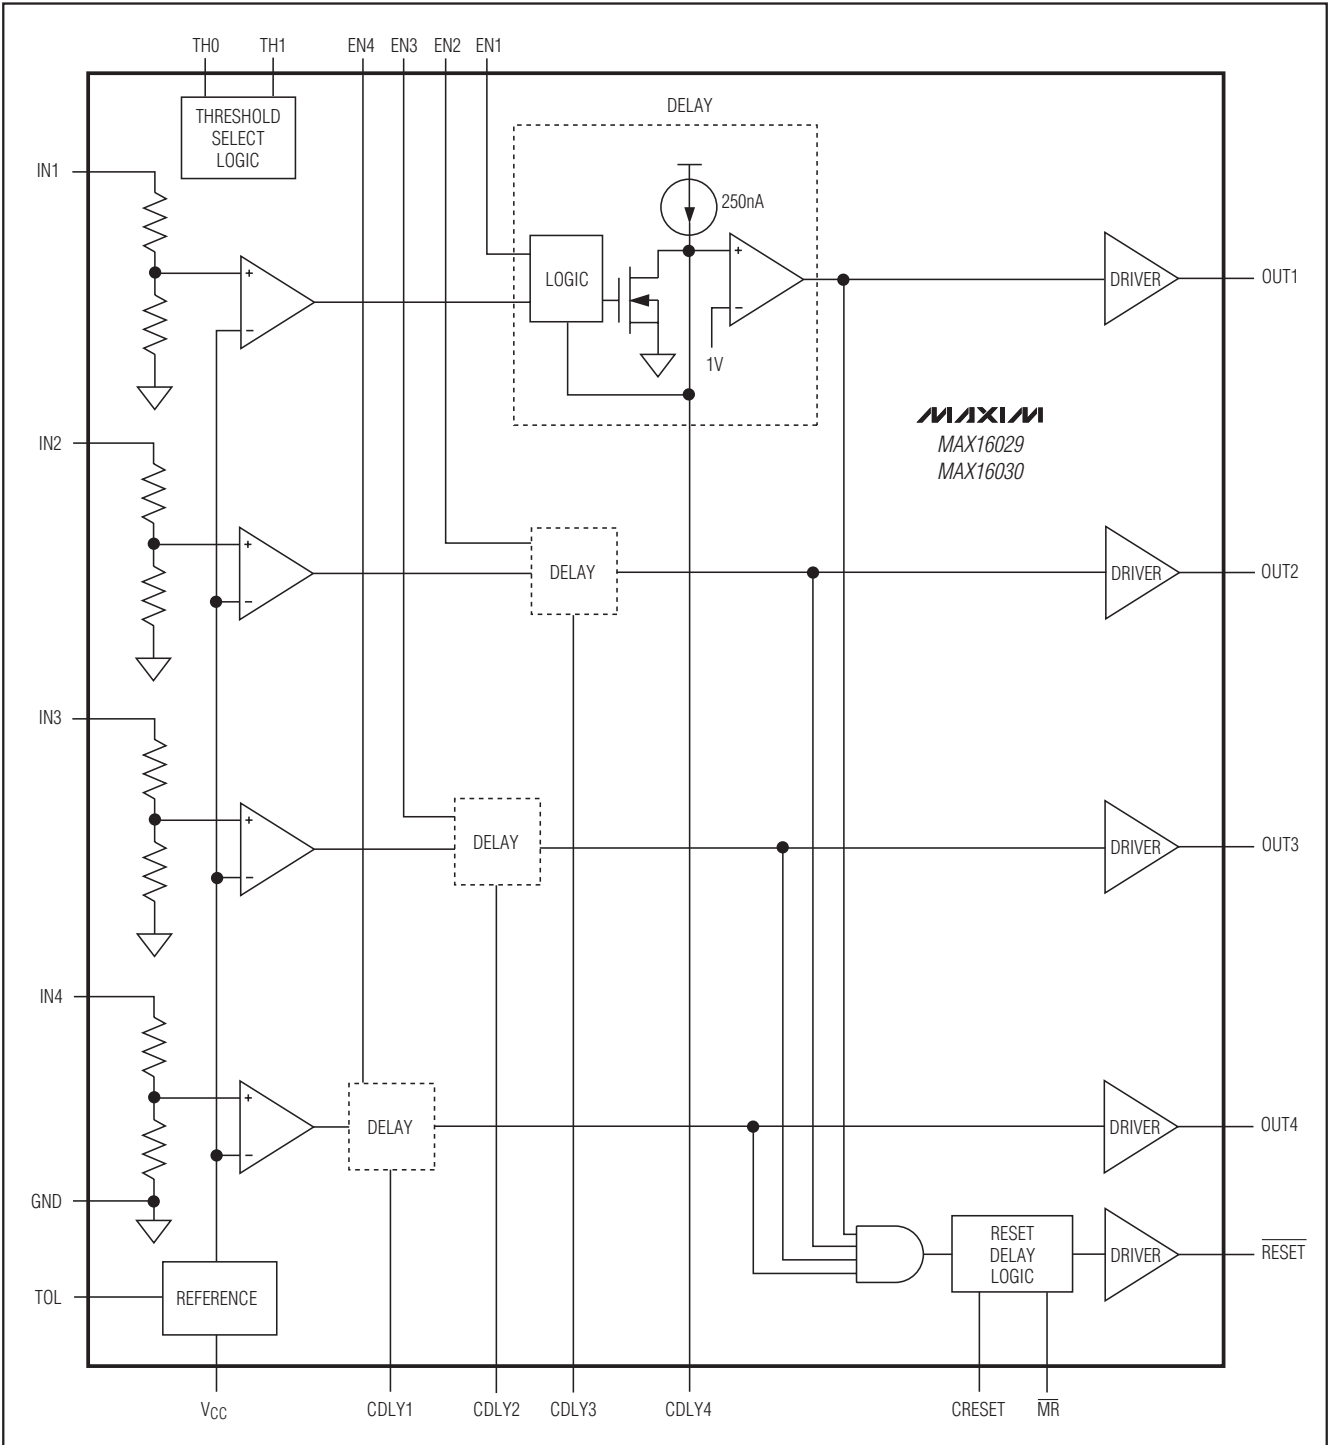 TH0 TH1 EN4 EN3 EN2 EN1
THRESHOLD
SELECT
LOGIC
DELAY
IN1
250nA
LOGIC
+
−
+
−
1V
DRIVER
OUT1
MAXIM
MAX16029
MAX16030
IN2
+
−
DELAY
DRIVER
OUT2
IN3
+
−
DELAY
DRIVER
OUT3
IN4
+
−
DELAY
DRIVER
OUT4
GND
RESET
DELAY
LOGIC
DRIVER
RESET
TOL
REFERENCE
VCC CDLY1 CDLY2 CDLY3 CDLY4 CRESET MR